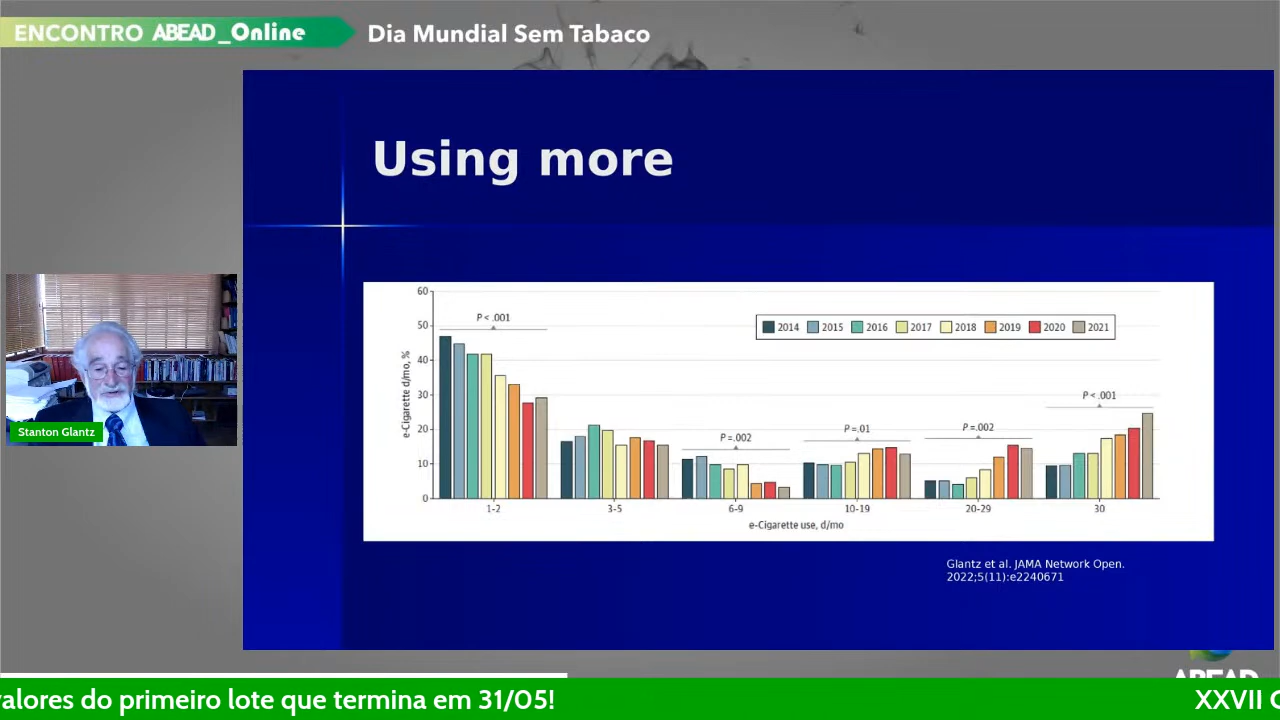 ENCONTRO ABEAD_Online
Dia Mundial Sem Tabaco
Using more
60
50
40
30
20
10
0
e-Cigarette d/mo, %
P < .001
P =.002
P =.01
P =.002
P < .001
2014 2015 2016 2017 2018 2019 2020 2021
1-2 3-5 6-9 10-19 20-29 30
e-Cigarette use, d/mo
Glantz et al. JAMA Network Open.
2022;5(11):e2240671
Stanton Glantz
ABEAD
valores do primeiro lote que termina em 31/05!
XXVII